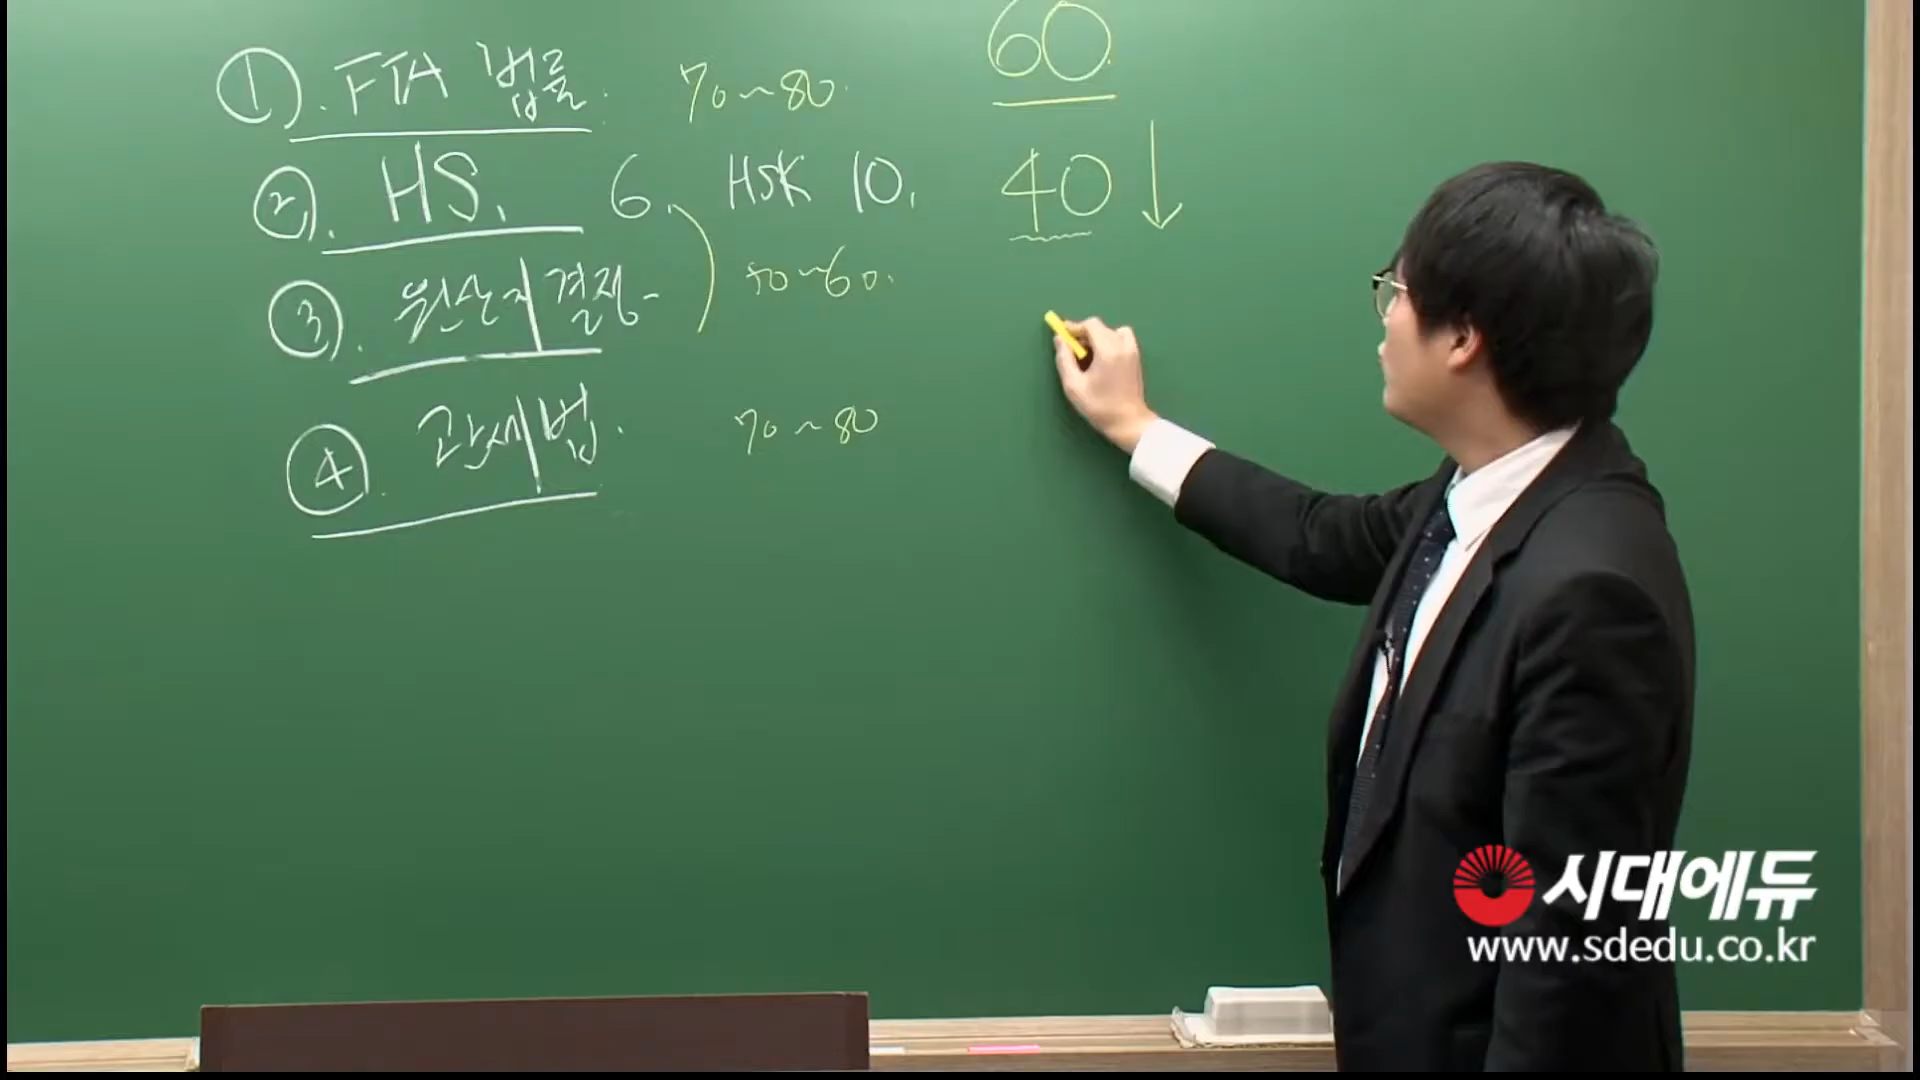 ① . FTA 법률. 70~80.
60.
② . HS. 6. HSK 10.
40 ↓
③ . 원산지 결정 50~60.
④ . 관세법. 70~80
시대에듀
www.sdedu.co.kr